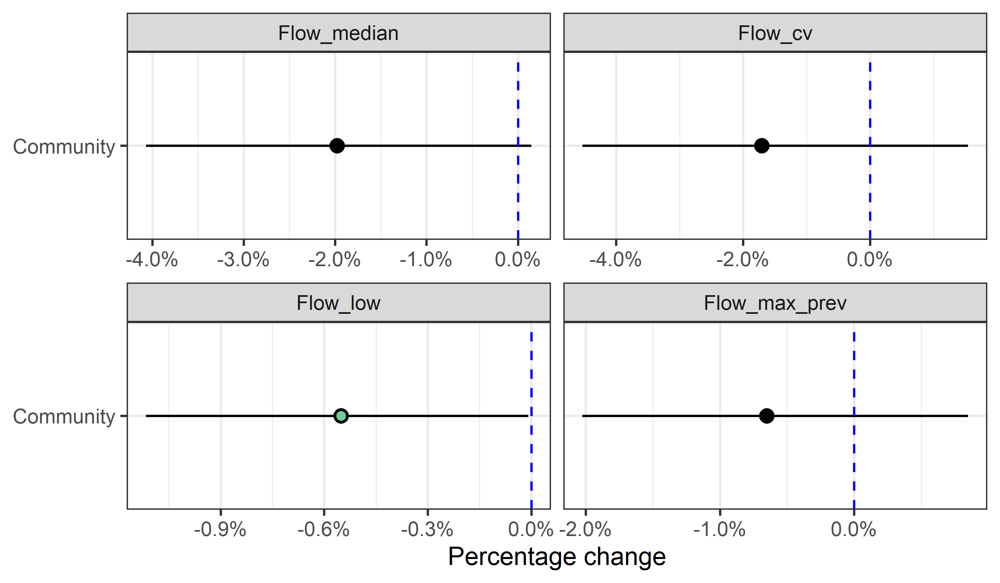 Flow_median
Flow_cv
Community
-4.0% -3.0% -2.0% -1.0% 0.0%
-4.0% -2.0% 0.0%
Flow_low
Flow_max_prev
Community
-0.9% -0.6% -0.3% 0.0%
-2.0% -1.0% 0.0%
Percentage change